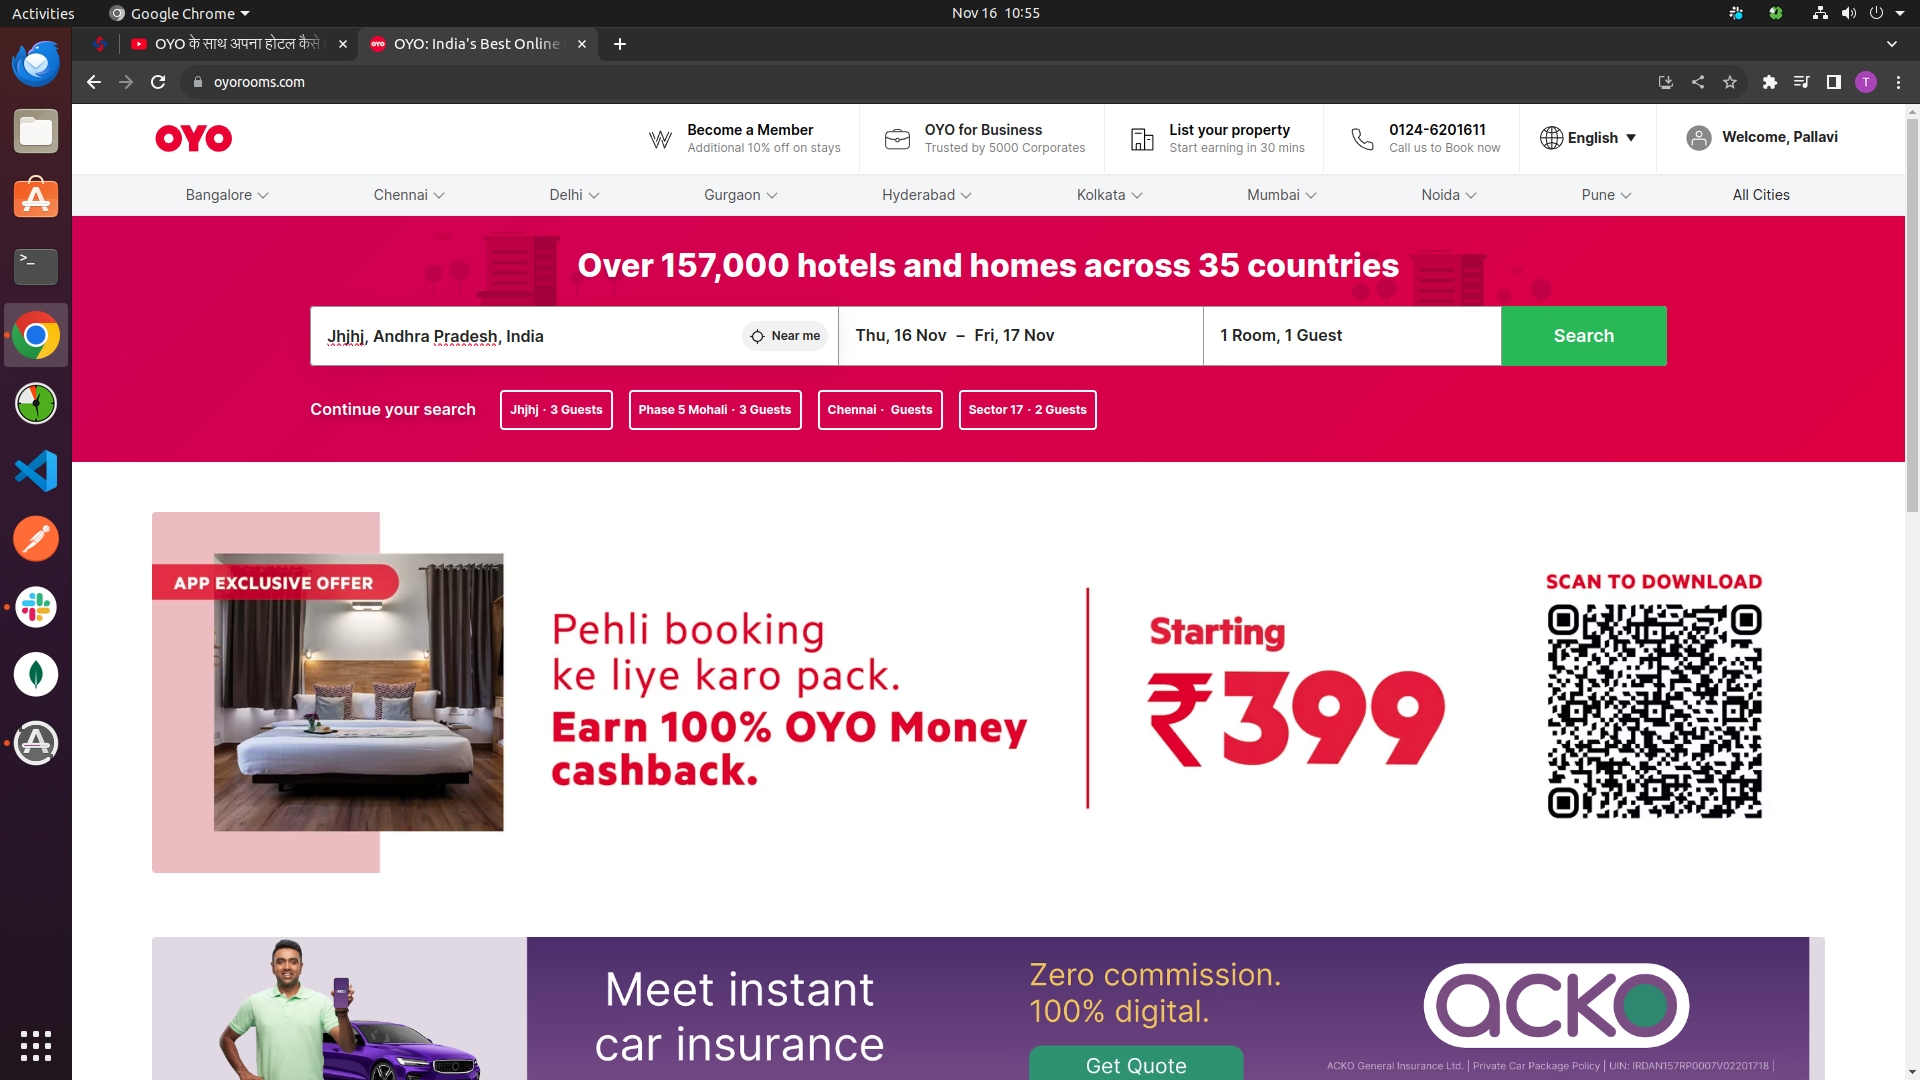 Activities
Google Chrome
Nov 16 10:55
OYO के साथ अपना होटल कैसे
OYO: India's Best Online
oyorooms.com
T
OYO
Become a Member
Additional 10% off on stays
OYO for Business
Trusted by 5000 Corporates
List your property
Start earning in 30 mins
0124-6201611
Call us to Book now
English
Welcome, Pallavi
Bangalore
Chennai
Delhi
Gurgaon
Hyderabad
Kolkata
Mumbai
Noida
Pune
All Cities
Over 157,000 hotels and homes across 35 countries
Jhjhj, Andhra Pradesh, India
Near me
Thu, 16 Nov – Fri, 17 Nov
1 Room, 1 Guest
Search
Continue your search
Jhjhj · 3 Guests
Phase 5 Mohali · 3 Guests
Chennai · Guests
Sector 17 · 2 Guests
APP EXCLUSIVE OFFER
Pehli booking
ke liye karo pack.
Earn 100% OYO Money
cashback.
Starting
₹399
SCAN TO DOWNLOAD
Meet instant
car insurance
Zero commission.
100% digital.
Get Quote
acko
ACKO General Insurance Ltd. | Private Car Package Policy | UIN: IRDAN157RP0007V02201718 |